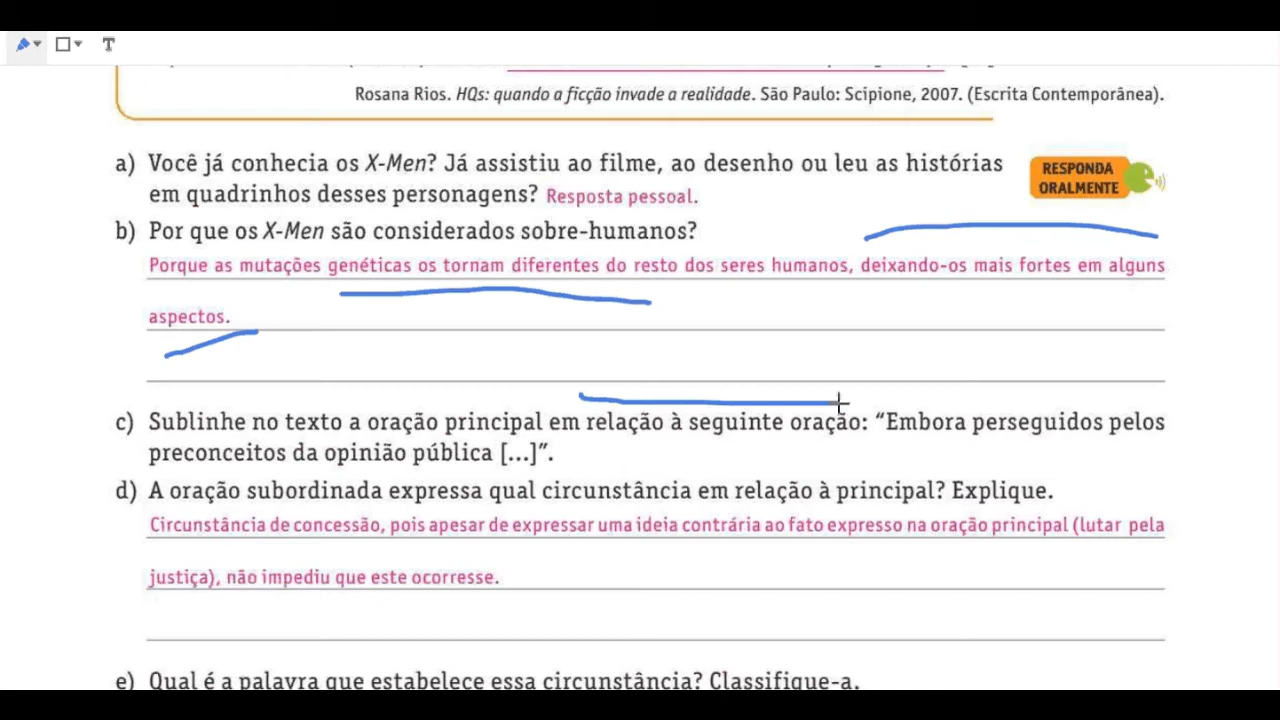 T
Rosana Rios. HQs: quando a ficção invade a realidade. São Paulo: Scipione, 2007. (Escrita Contemporânea).
a) Você já conhecia os X-Men? Já assistiu ao filme, ao desenho ou leu as histórias
em quadrinhos desses personagens? Resposta pessoal.
RESPONDA
ORALMENTE
b) Por que os X-Men são considerados sobre-humanos?
Porque as mutações genéticas os tornam diferentes do resto dos seres humanos, deixando-os mais fortes em alguns
aspectos.
c) Sublinhe no texto a oração principal em relação à seguinte oração: “Embora perseguidos pelos
preconceitos da opinião pública [...]”.
d) A oração subordinada expressa qual circunstância em relação à principal? Explique.
Circunstância de concessão, pois apesar de expressar uma ideia contrária ao fato expresso na oração principal (lutar pela
justiça), não impediu que este ocorresse.
e) Qual é a palavra que estabelece essa circunstância? Classifique-a.